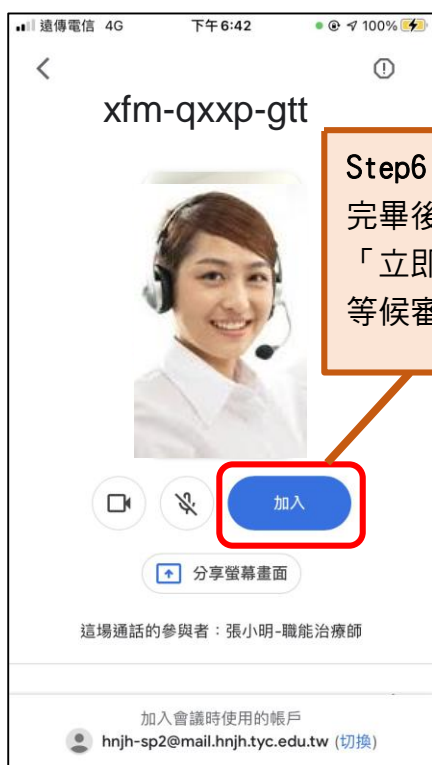 遠傳電信 4G 下午6:42 100%
xfm-qxxp-gtt
Step6
完畢後
「立即
等候審
加入
分享螢幕畫面
這場通話的參與者：張小明-職能治療師
加入會議時使用的帳戶
hnjh-sp2@mail.hnjh.tyc.edu.tw (切換)